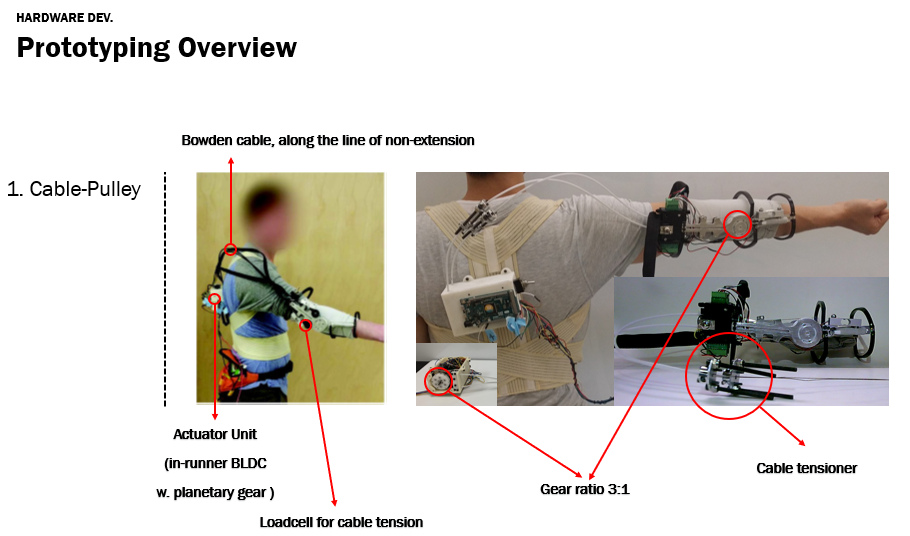 HARDWARE DEV.
Prototyping Overview
Bowden cable, along the line of non-extension
1. Cable-Pulley
Actuator Unit
(in-runner BLDC
w. planetary gear )
Loadcell for cable tension
Gear ratio 3:1
Cable tensioner